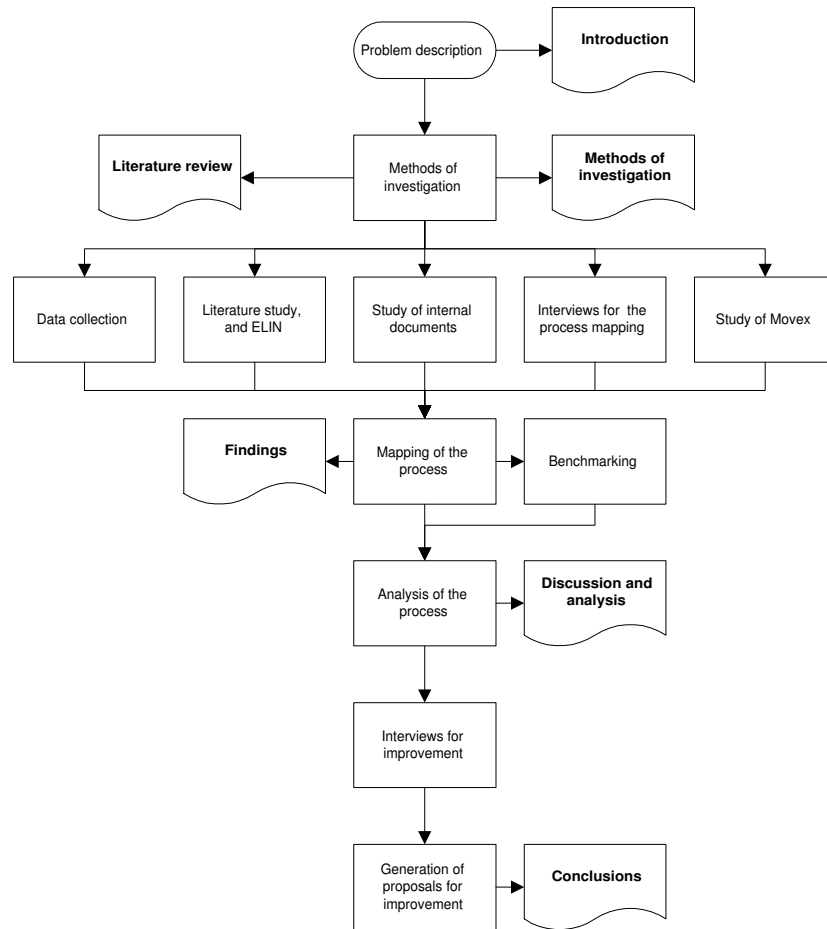 Problem description
Introduction
Literature review
Methods of
investigation
Methods of
investigation
Data collection
Literature study,
and ELIN
Study of internal
documents
Interviews for the
process mapping
Study of Movex
Findings
Mapping of the
process
Benchmarking
Analysis of the
process
Discussion and
analysis
Interviews for
improvement
Generation of
proposals for
improvement
Conclusions